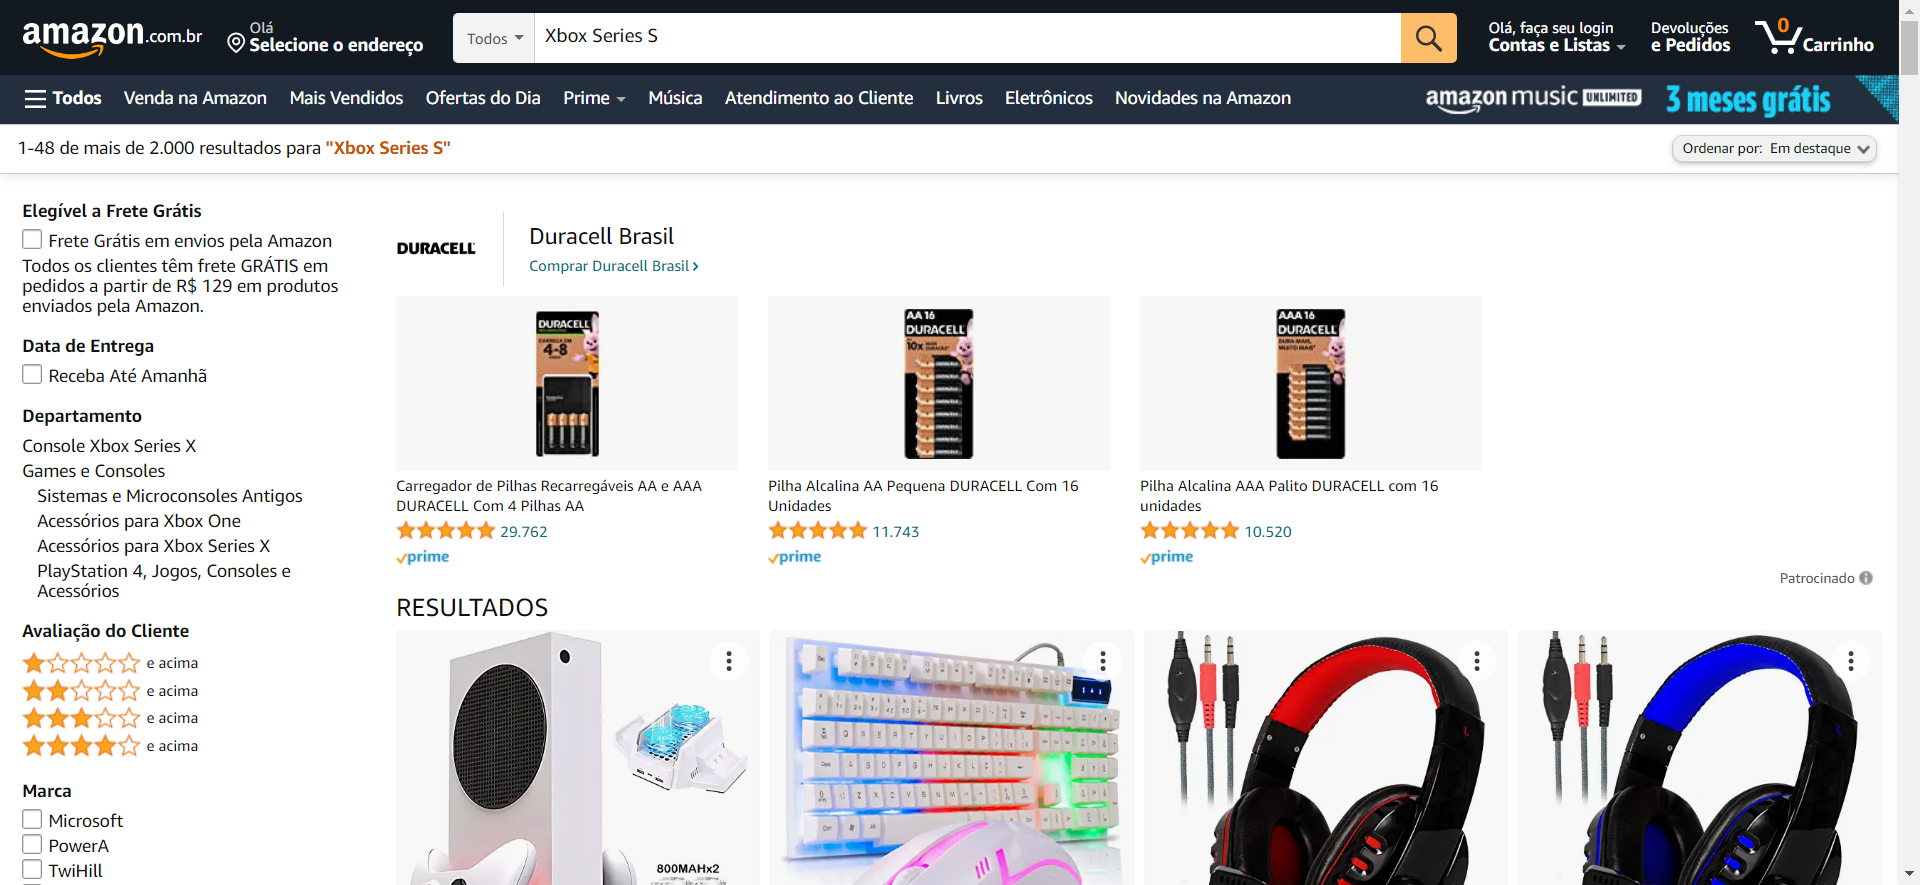 amazon.com.br
Olá
Selecione o endereço
Todos
Xbox Series S
Olá, faça seu login
Contas e Listas
Devoluções
e Pedidos
0
Carrinho
Todos
Venda na Amazon
Mais Vendidos
Ofertas do Dia
Prime
Música
Atendimento ao Cliente
Livros
Eletrônicos
Novidades na Amazon
amazon music UNLIMITED
3 meses grátis
1-48 de mais de 2.000 resultados para "Xbox Series S"
Ordenar por: Em destaque
Elegível a Frete Grátis
Frete Grátis em envios pela Amazon
Todos os clientes têm frete GRÁTIS em
pedidos a partir de R$ 129 em produtos
enviados pela Amazon.
Data de Entrega
Receba Até Amanhã
Departamento
Console Xbox Series X
Games e Consoles
Sistemas e Microconsoles Antigos
Acessórios para Xbox One
Acessórios para Xbox Series X
PlayStation 4, Jogos, Consoles e
Acessórios
Avaliação do Cliente
e acima
e acima
e acima
e acima
Marca
Microsoft
PowerA
TwiHill
DURACELL
Duracell Brasil
Comprar Duracell Brasil
DURACELL
CARREGA EM
4-8
AA 16
DURACELL
10x
AAA 16
DURACELL
DURA MAIS,
MUITO MAIS*
Carregador de Pilhas Recarregáveis AA e AAA
DURACELL Com 4 Pilhas AA
29.762
prime
Pilha Alcalina AA Pequena DURACELL Com 16
Unidades
11.743
prime
Pilha Alcalina AAA Palito DURACELL com 16
unidades
10.520
prime
Patrocinado
RESULTADOS
800MAHx2